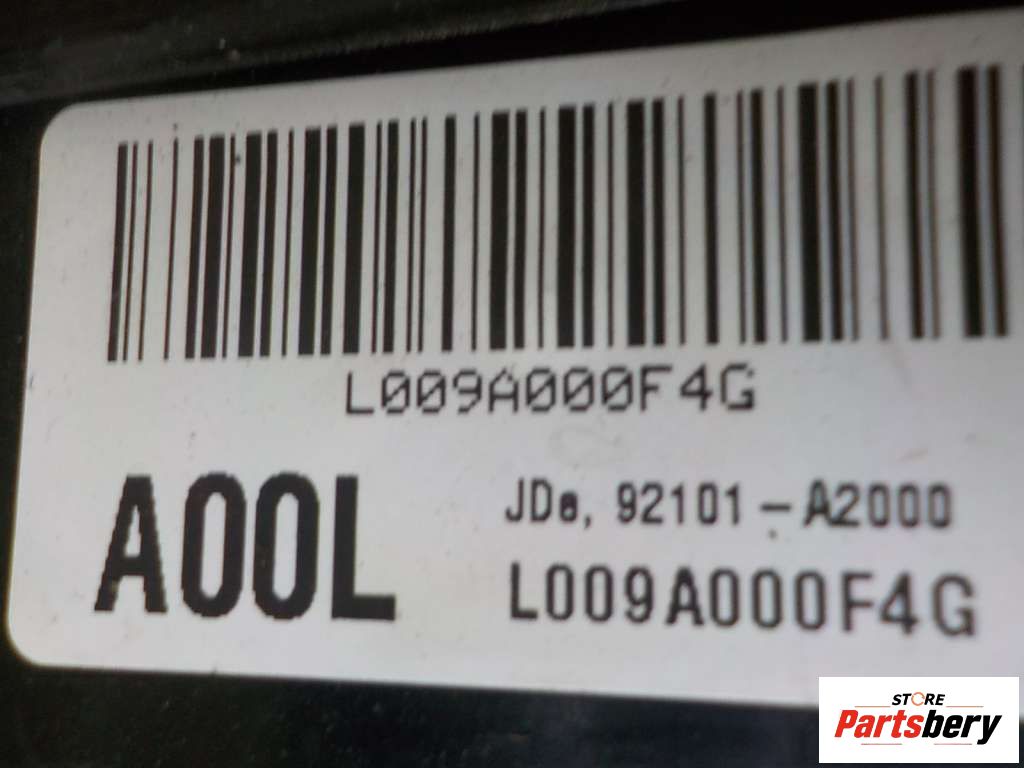 L009A000F4G
A00L
JDe, 92101-A2000
L009A000F4G
STORE
Partsbery